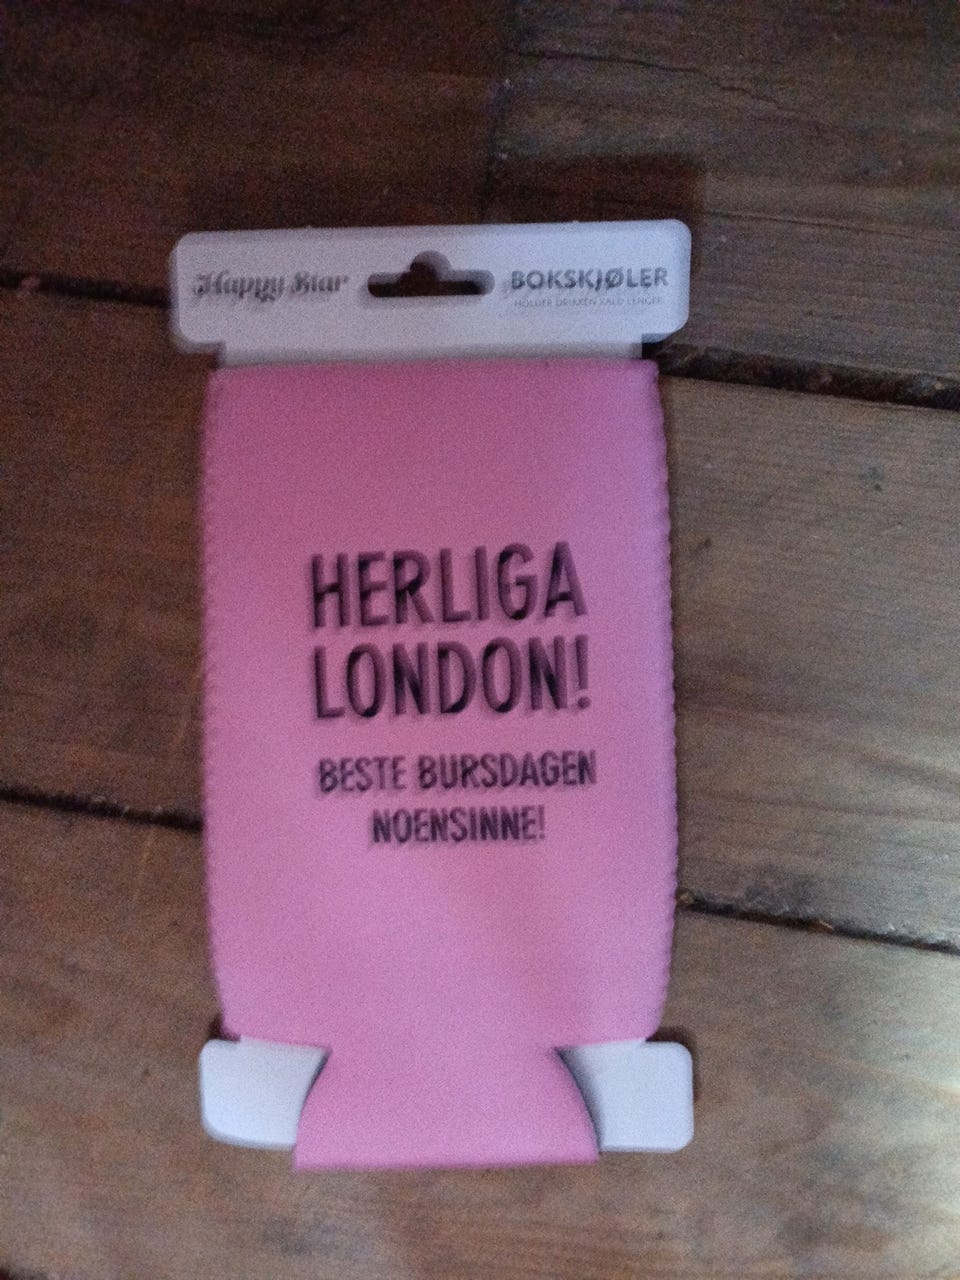 Happy Star
BOKSKJØLER
HOLDER DRIKKEN KALD LENGER
HERLIGA
LONDON!
BESTE BURSDAGEN
NOENSINNE!